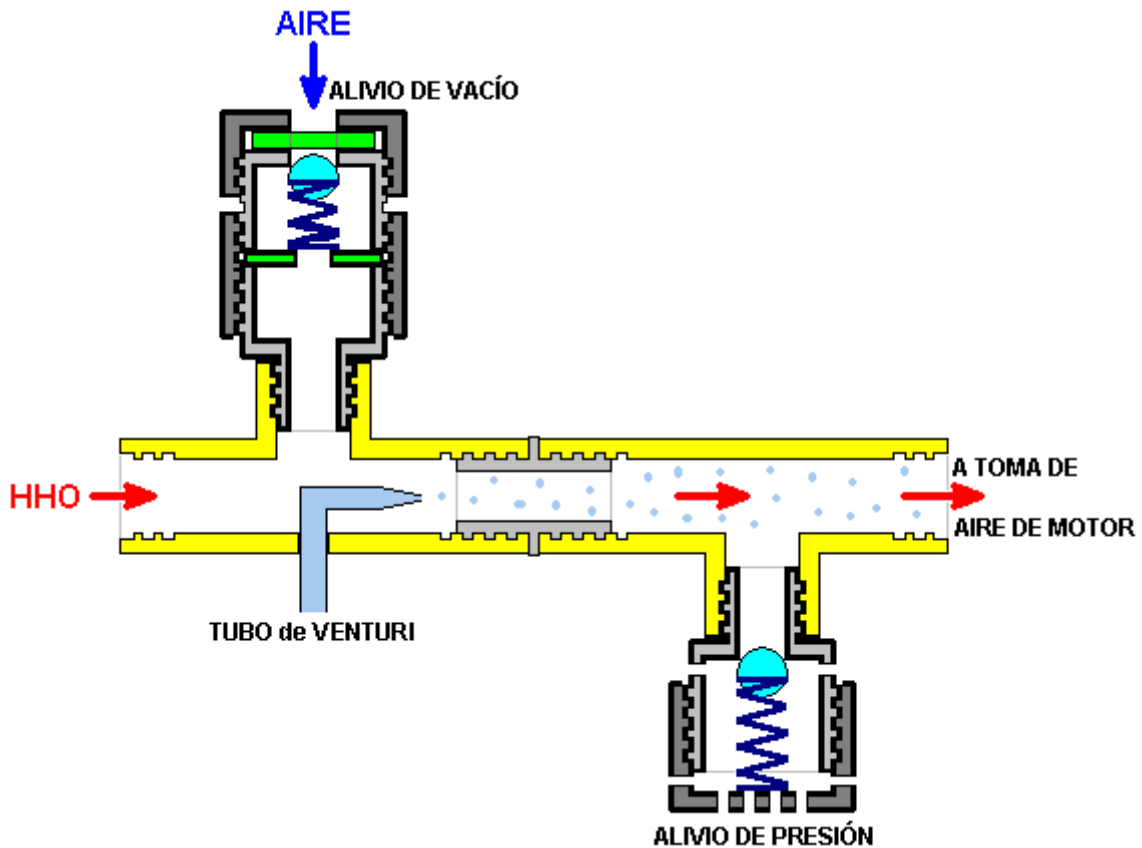 AIRE
ALIVIO DE VACÍO
HHO
A TOMA DE
AIRE DE MOTOR
TUBO de VENTURI
ALIVIO DE PRESIÓN